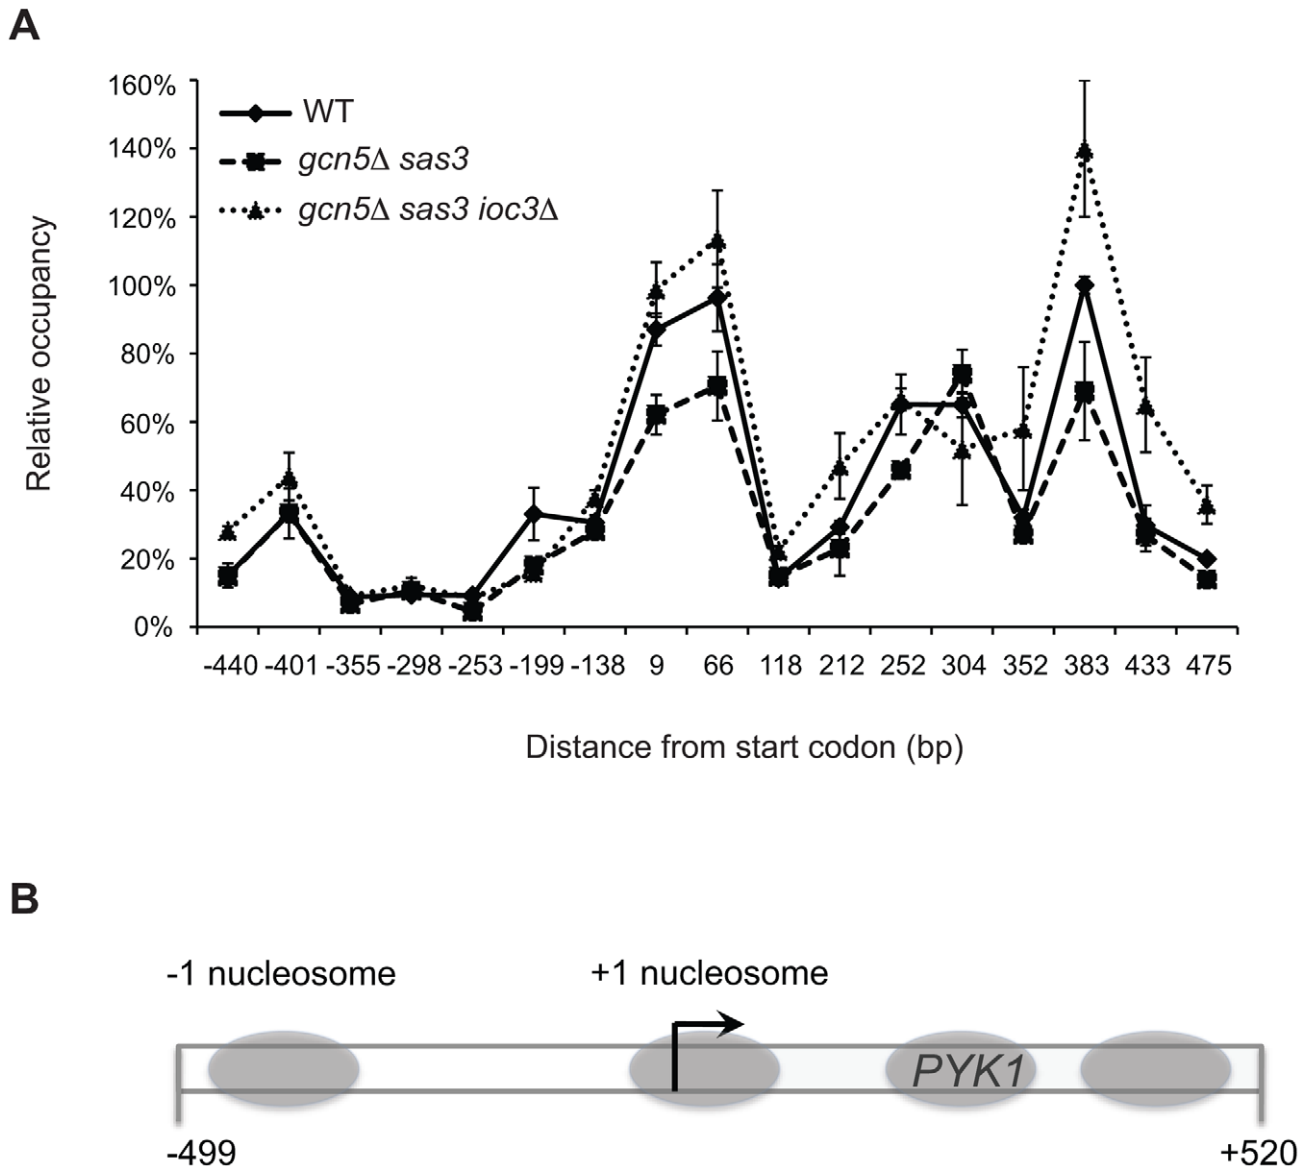 A
160%
140%
120%
100%
80%
60%
40%
20%
0%
Relative occupancy
WT
gcn5Δ sas3
gcn5Δ sas3 ioc3Δ
-440 -401 -355 -298 -253 -199 -138 9 66 118 212 252 304 352 383 433 475
Distance from start codon (bp)
B
-1 nucleosome +1 nucleosome
PYK1
-499 +520